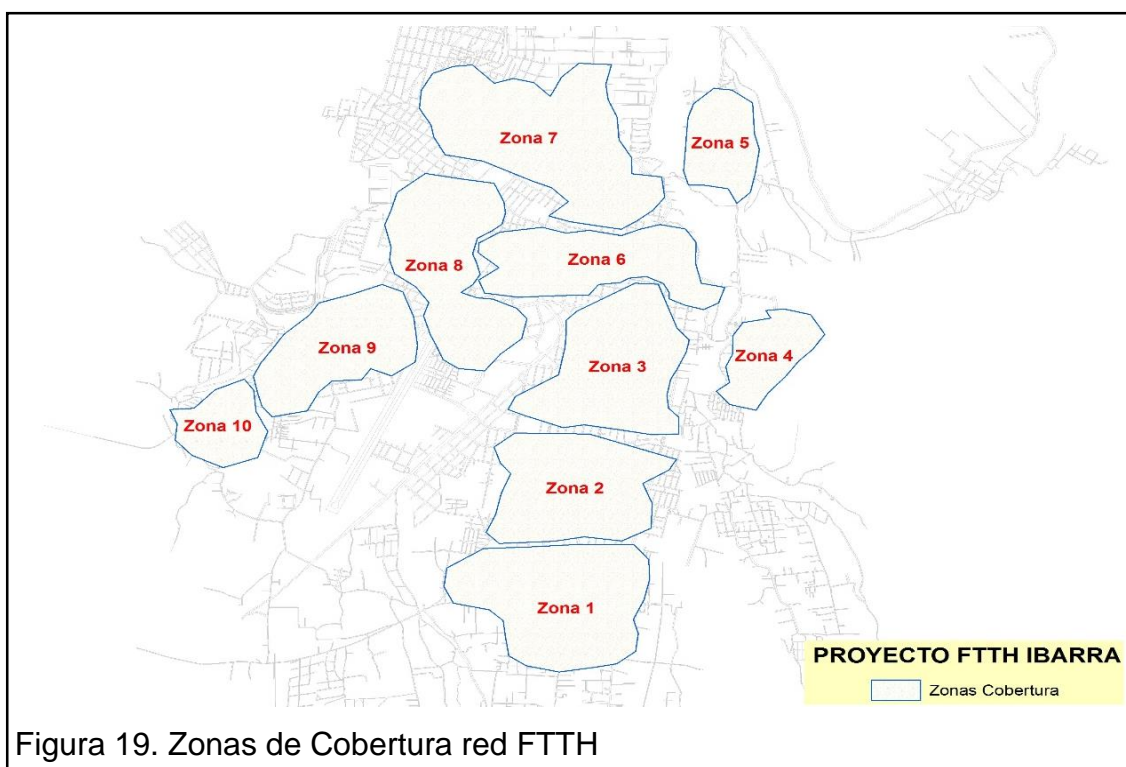 Zona 7
Zona 5
Zona 8
Zona 6
Zona 9
Zona 3
Zona 4
Zona 10
Zona 2
Zona 1
PROYECTO FTTH IBARRA
Zonas Cobertura
Figura 19. Zonas de Cobertura red FTTH